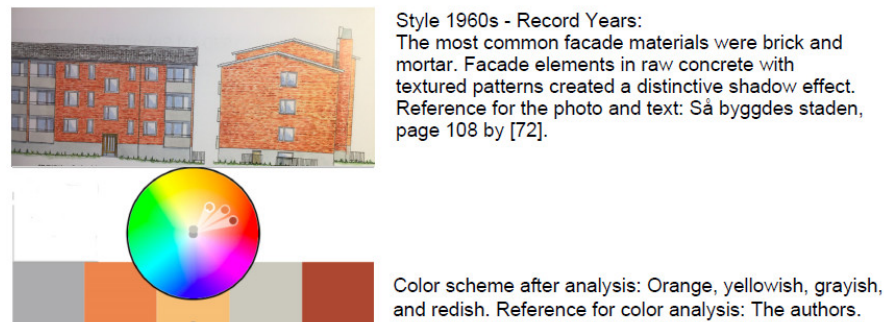 Style 1960s - Record Years:
The most common facade materials were brick and
mortar. Facade elements in raw concrete with
textured patterns created a distinctive shadow effect.
Reference for the photo and text: Så byggdes staden,
page 108 by [72].
Color scheme after analysis: Orange, yellowish, grayish,
and redish. Reference for color analysis: The authors.